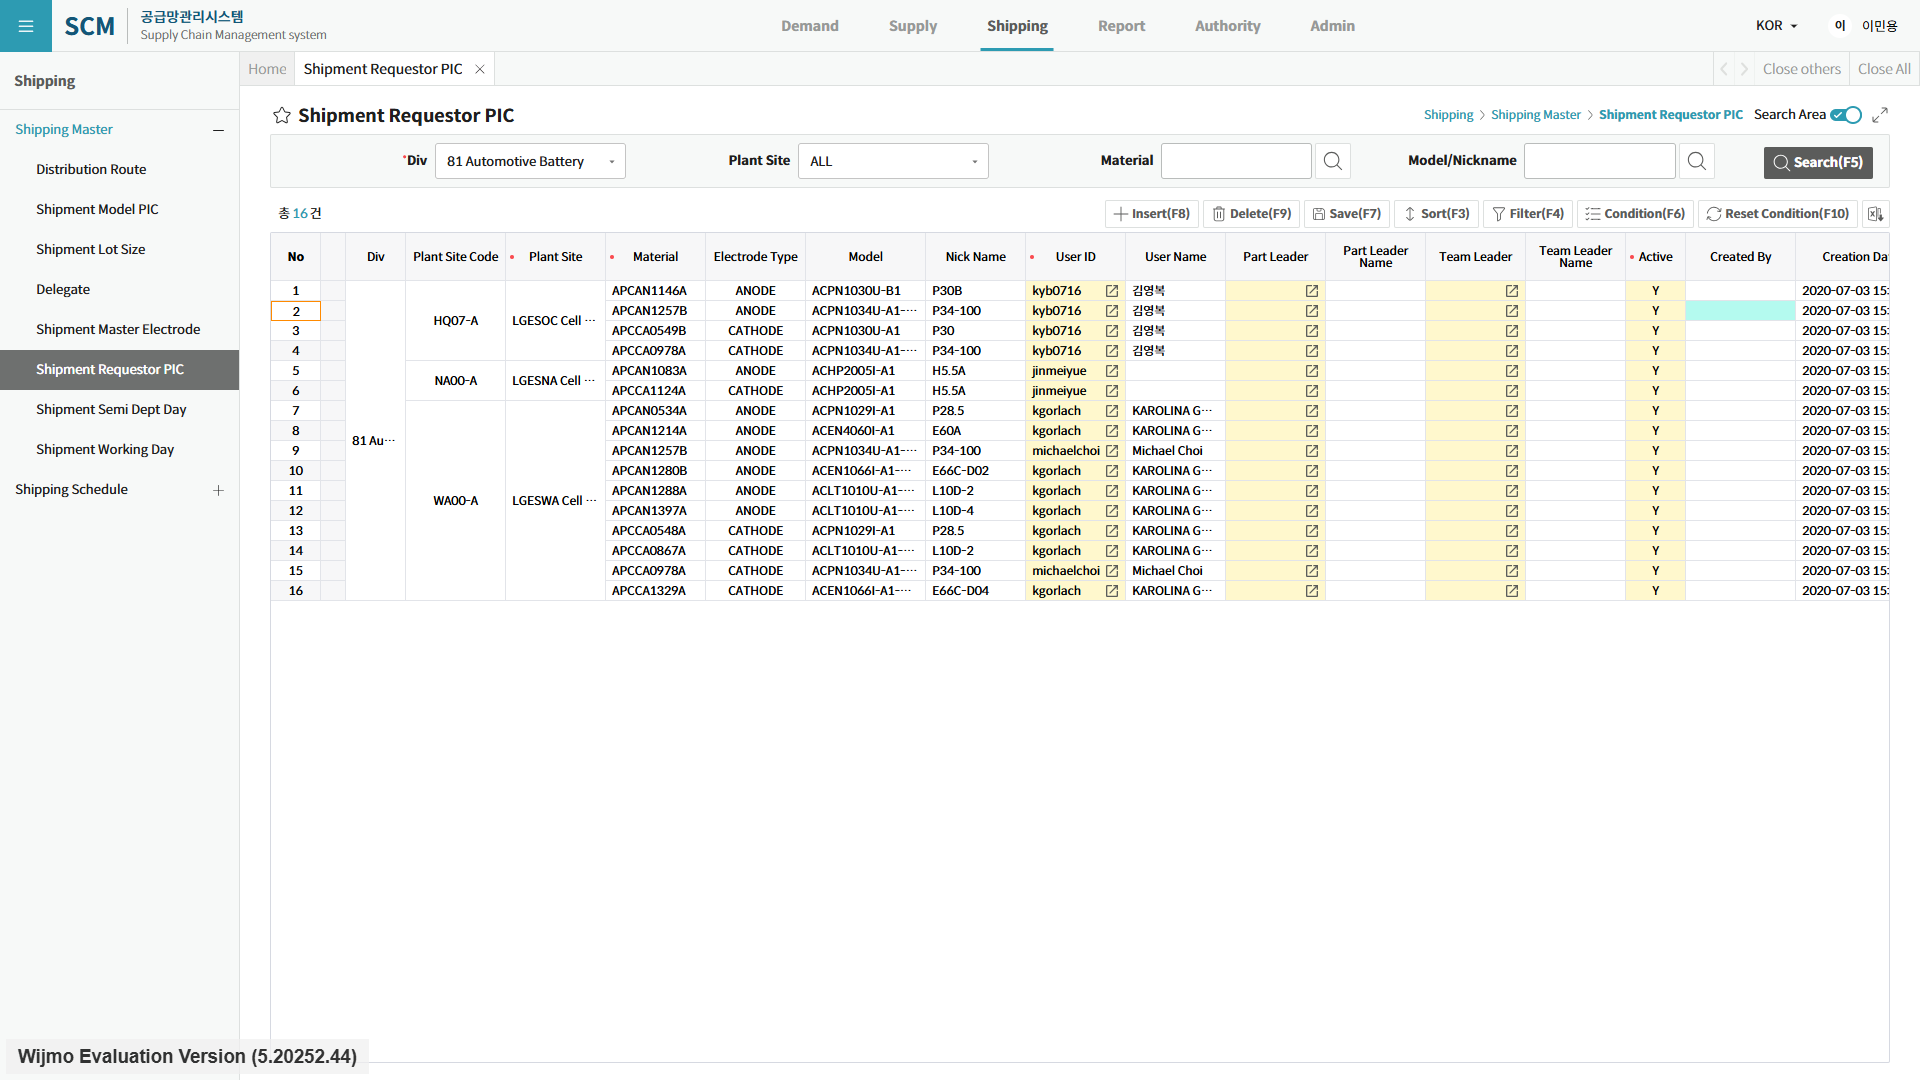 SCM 공급망관리시스템
Supply Chain Management system
Demand Supply Shipping Report Authority Admin
KOR 이 이민용
Shipping
Home Shipment Requestor PIC
Close others Close All
Shipping Master
Distribution Route
Shipment Model PIC
Shipment Lot Size
Delegate
Shipment Master Electrode
Shipment Requestor PIC
Shipment Semi Dept Day
Shipment Working Day
Shipping Schedule
Shipment Requestor PIC
Shipping > Shipping Master > Shipment Requestor PIC Search Area
*Div 81 Automotive Battery Plant Site ALL Material Model/Nickname Search(F5)
총 16 건
Insert(F8) Delete(F9) Save(F7) Sort(F3) Filter(F4) Condition(F6) Reset Condition(F10)
No Div Plant Site Code Plant Site Material Electrode Type Model Nick Name User ID User Name Part Leader Part Leader Name Team Leader Team Leader Name Active Created By Creation Da
81 Au···
HQ07-A LGESOC Cell ···
1 APCAN1146A ANODE ACPN1030U-B1 P30B kyb0716 김영복 Y 2020-07-03 15:
2 APCAN1257B ANODE ACPN1034U-A1-··· P34-100 kyb0716 김영복 Y 2020-07-03 15:
3 APCCA0549B CATHODE ACPN1030U-A1 P30 kyb0716 김영복 Y 2020-07-03 15:
4 APCCA0978A CATHODE ACPN1034U-A1-··· P34-100 kyb0716 김영복 Y 2020-07-03 15:
NA00-A LGESNA Cell ···
5 APCAN1083A ANODE ACHP2005I-A1 H5.5A jinmeiyue Y 2020-07-03 15:
6 APCCA1124A CATHODE ACHP2005I-A1 H5.5A jinmeiyue Y 2020-07-03 15:
WA00-A LGESWA Cell ···
7 APCAN0534A ANODE ACPN1029I-A1 P28.5 kgorlach KAROLINA G··· Y 2020-07-03 15:
8 APCAN1214A ANODE ACEN4060I-A1 E60A kgorlach KAROLINA G··· Y 2020-07-03 15:
9 APCAN1257B ANODE ACPN1034U-A1-··· P34-100 michaelchoi Michael Choi Y 2020-07-03 15:
10 APCAN1280B ANODE ACEN1066I-A1-··· E66C-D02 kgorlach KAROLINA G··· Y 2020-07-03 15:
11 APCAN1288A ANODE ACLT1010U-A1-··· L10D-2 kgorlach KAROLINA G··· Y 2020-07-03 15:
12 APCAN1397A ANODE ACLT1010U-A1-··· L10D-4 kgorlach KAROLINA G··· Y 2020-07-03 15:
13 APCCA0548A CATHODE ACPN1029I-A1 P28.5 kgorlach KAROLINA G··· Y 2020-07-03 15:
14 APCCA0867A CATHODE ACLT1010U-A1-··· L10D-2 kgorlach KAROLINA G··· Y 2020-07-03 15:
15 APCCA0978A CATHODE ACPN1034U-A1-··· P34-100 michaelchoi Michael Choi Y 2020-07-03 15:
16 APCCA1329A CATHODE ACEN1066I-A1-··· E66C-D04 kgorlach KAROLINA G··· Y 2020-07-03 15:
Wijmo Evaluation Version (5.20252.44)